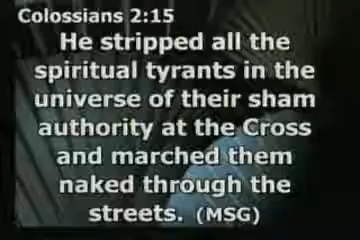 Colossians 2:15
He stripped all the
spiritual tyrants in the
universe of their sham
authority at the Cross
and marched them
naked through the
streets. (MSG)